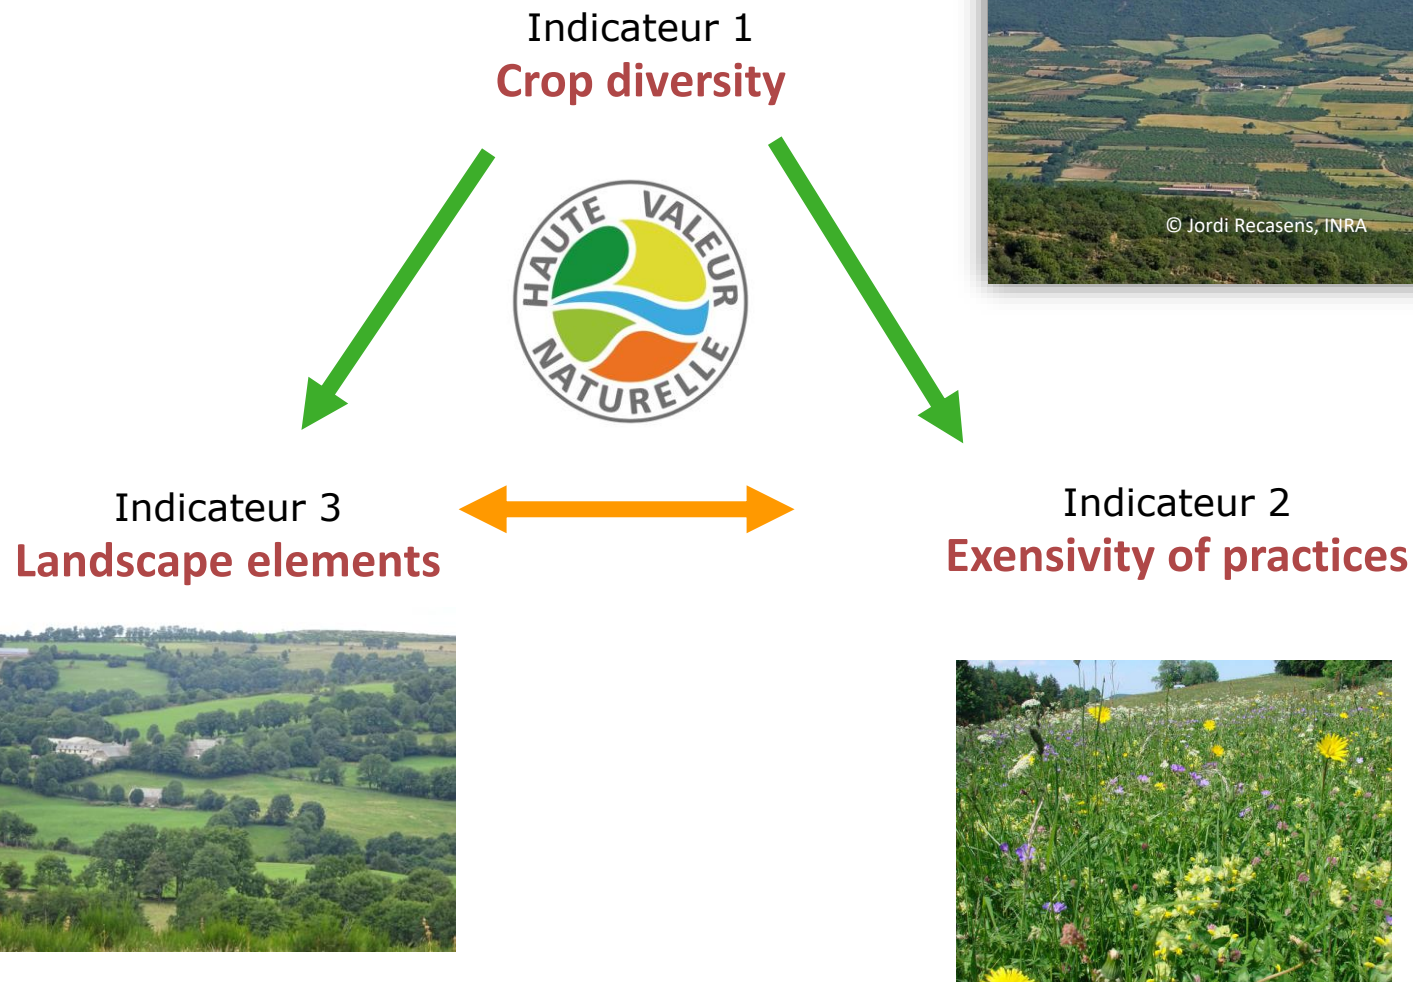 Indicateur 1
Crop diversity
© Jordi Recasens, INRA
HAUTE VALEUR
NATURELLE
Indicateur 3
Landscape elements
Indicateur 2
Exensivity of practices